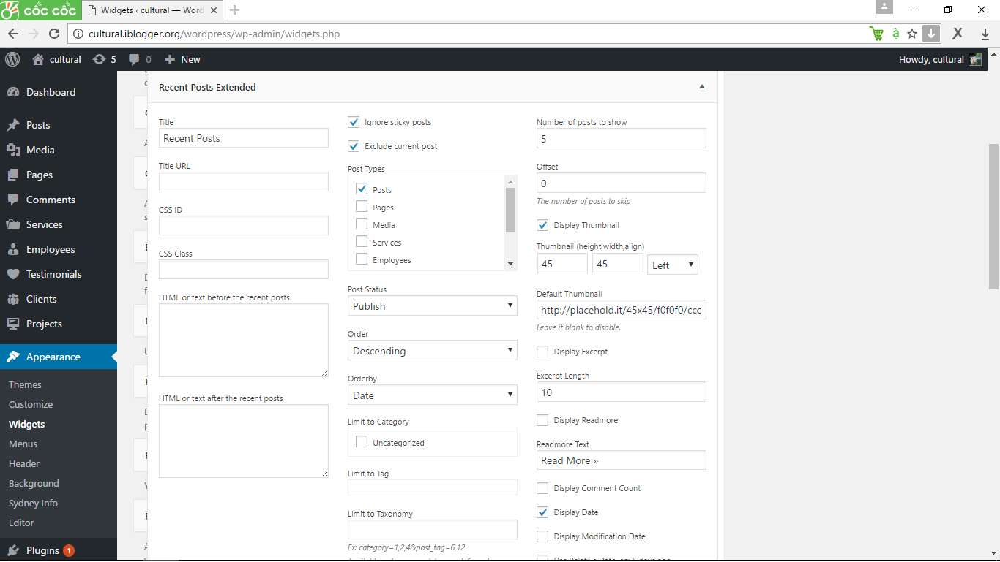 cốc cốc
Widgets ‹ cultural — Word
cultural.iblogger.org/wordpress/wp-admin/widgets.php
cultural
5
0
New
Howdy, cultural
Dashboard
Posts
Media
Pages
Comments
Services
Employees
Testimonials
Clients
Projects
Appearance
Themes
Customize
Widgets
Menus
Header
Background
Sydney Info
Editor
Plugins 1
Recent Posts Extended
Title
Recent Posts
Title URL
CSS ID
CSS Class
HTML or text before the recent posts
HTML or text after the recent posts
Ignore sticky posts
Exclude current post
Post Types
Posts
Pages
Media
Services
Employees
Post Status
Publish
Order
Descending
Orderby
Date
Limit to Category
Uncategorized
Limit to Tag
Limit to Taxonomy
Ex: category=1,2,4&post_tag=6,12
Number of posts to show
5
Offset
0
The number of posts to skip
Display Thumbnail
Thumbnail (height,width,align)
45 45 Left
Default Thumbnail
http://placehold.it/45x45/f0f0f0/ccc
Leave it blank to disable.
Display Excerpt
Excerpt Length
10
Display Readmore
Readmore Text
Read More »
Display Comment Count
Display Date
Display Modification Date